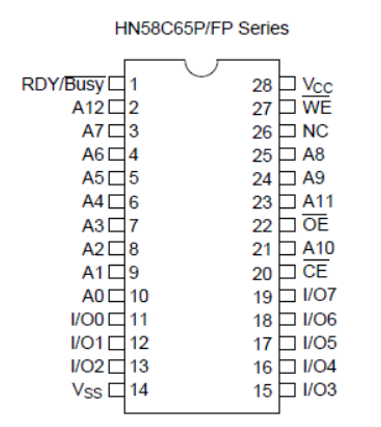 HN58C65P/FP Series
RDY/Busy 1 28 VCC
A12 2 27 WE
A7 3 26 NC
A6 4 25 A8
A5 5 24 A9
A4 6 23 A11
A3 7 22 OE
A2 8 21 A10
A1 9 20 CE
A0 10 19 I/O7
I/O0 11 18 I/O6
I/O1 12 17 I/O5
I/O2 13 16 I/O4
VSS 14 15 I/O3